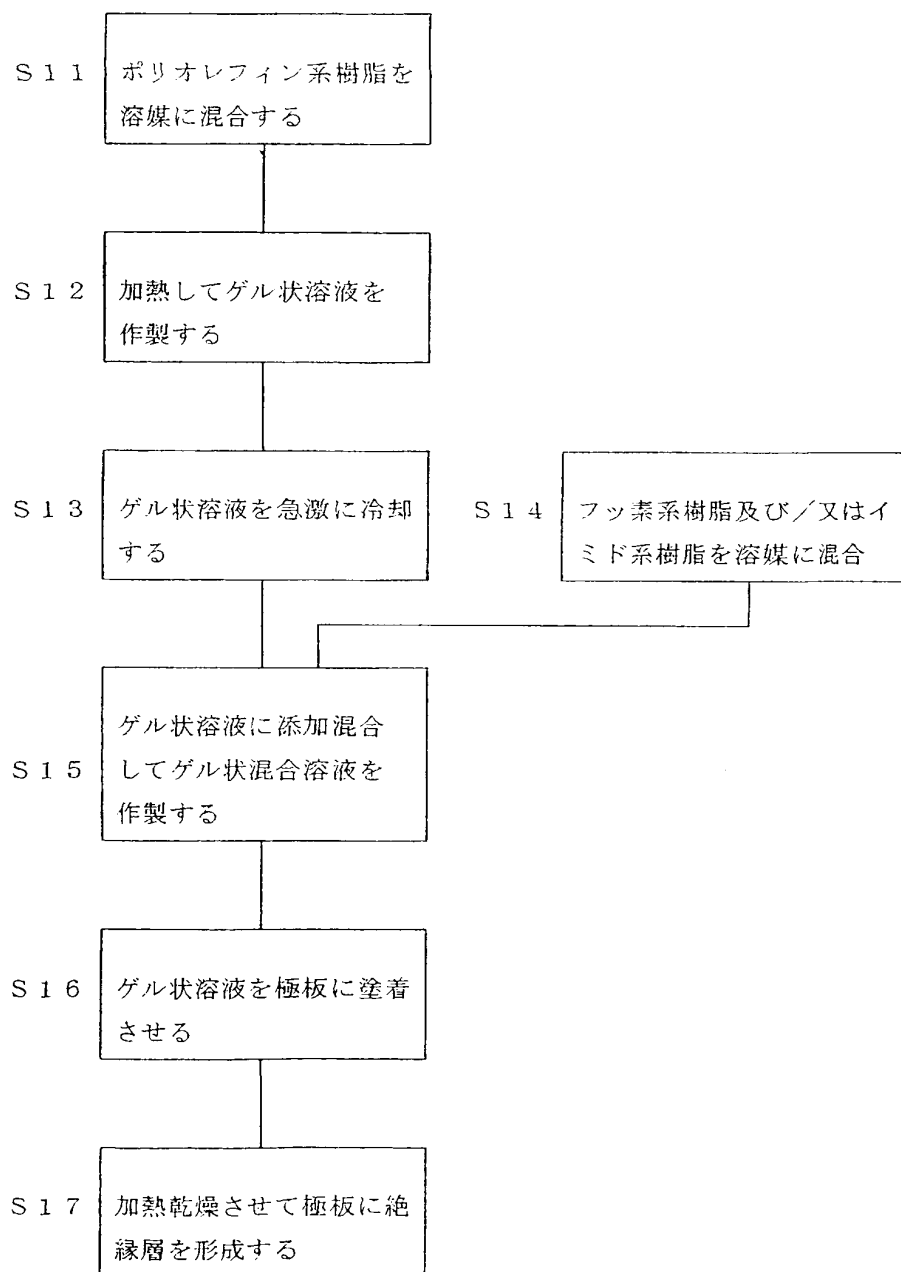 S11 ポリオレフィン系樹脂を
溶媒に混合する
S12 加熱してゲル状溶液を
作製する
S13 ゲル状溶液を急激に冷却
する
S14 フッ素系樹脂及び/又はイ
ミド系樹脂を溶媒に混合
ゲル状溶液に添加混合
S15 してゲル状混合溶液を
作製する
S16 ゲル状溶液を極板に塗着
させる
S17 加熱乾燥させて極板に絶
縁層を形成する